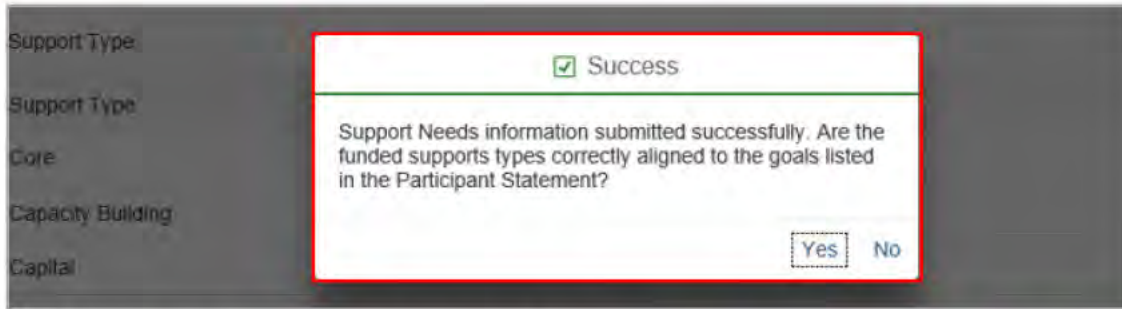 Support Type
Success
Support Type
Support Needs information submitted successfully. Are the
funded supports types correctly aligned to the goals listed
in the Participant Statement?
Core
Capacity Building
Yes No
Capital